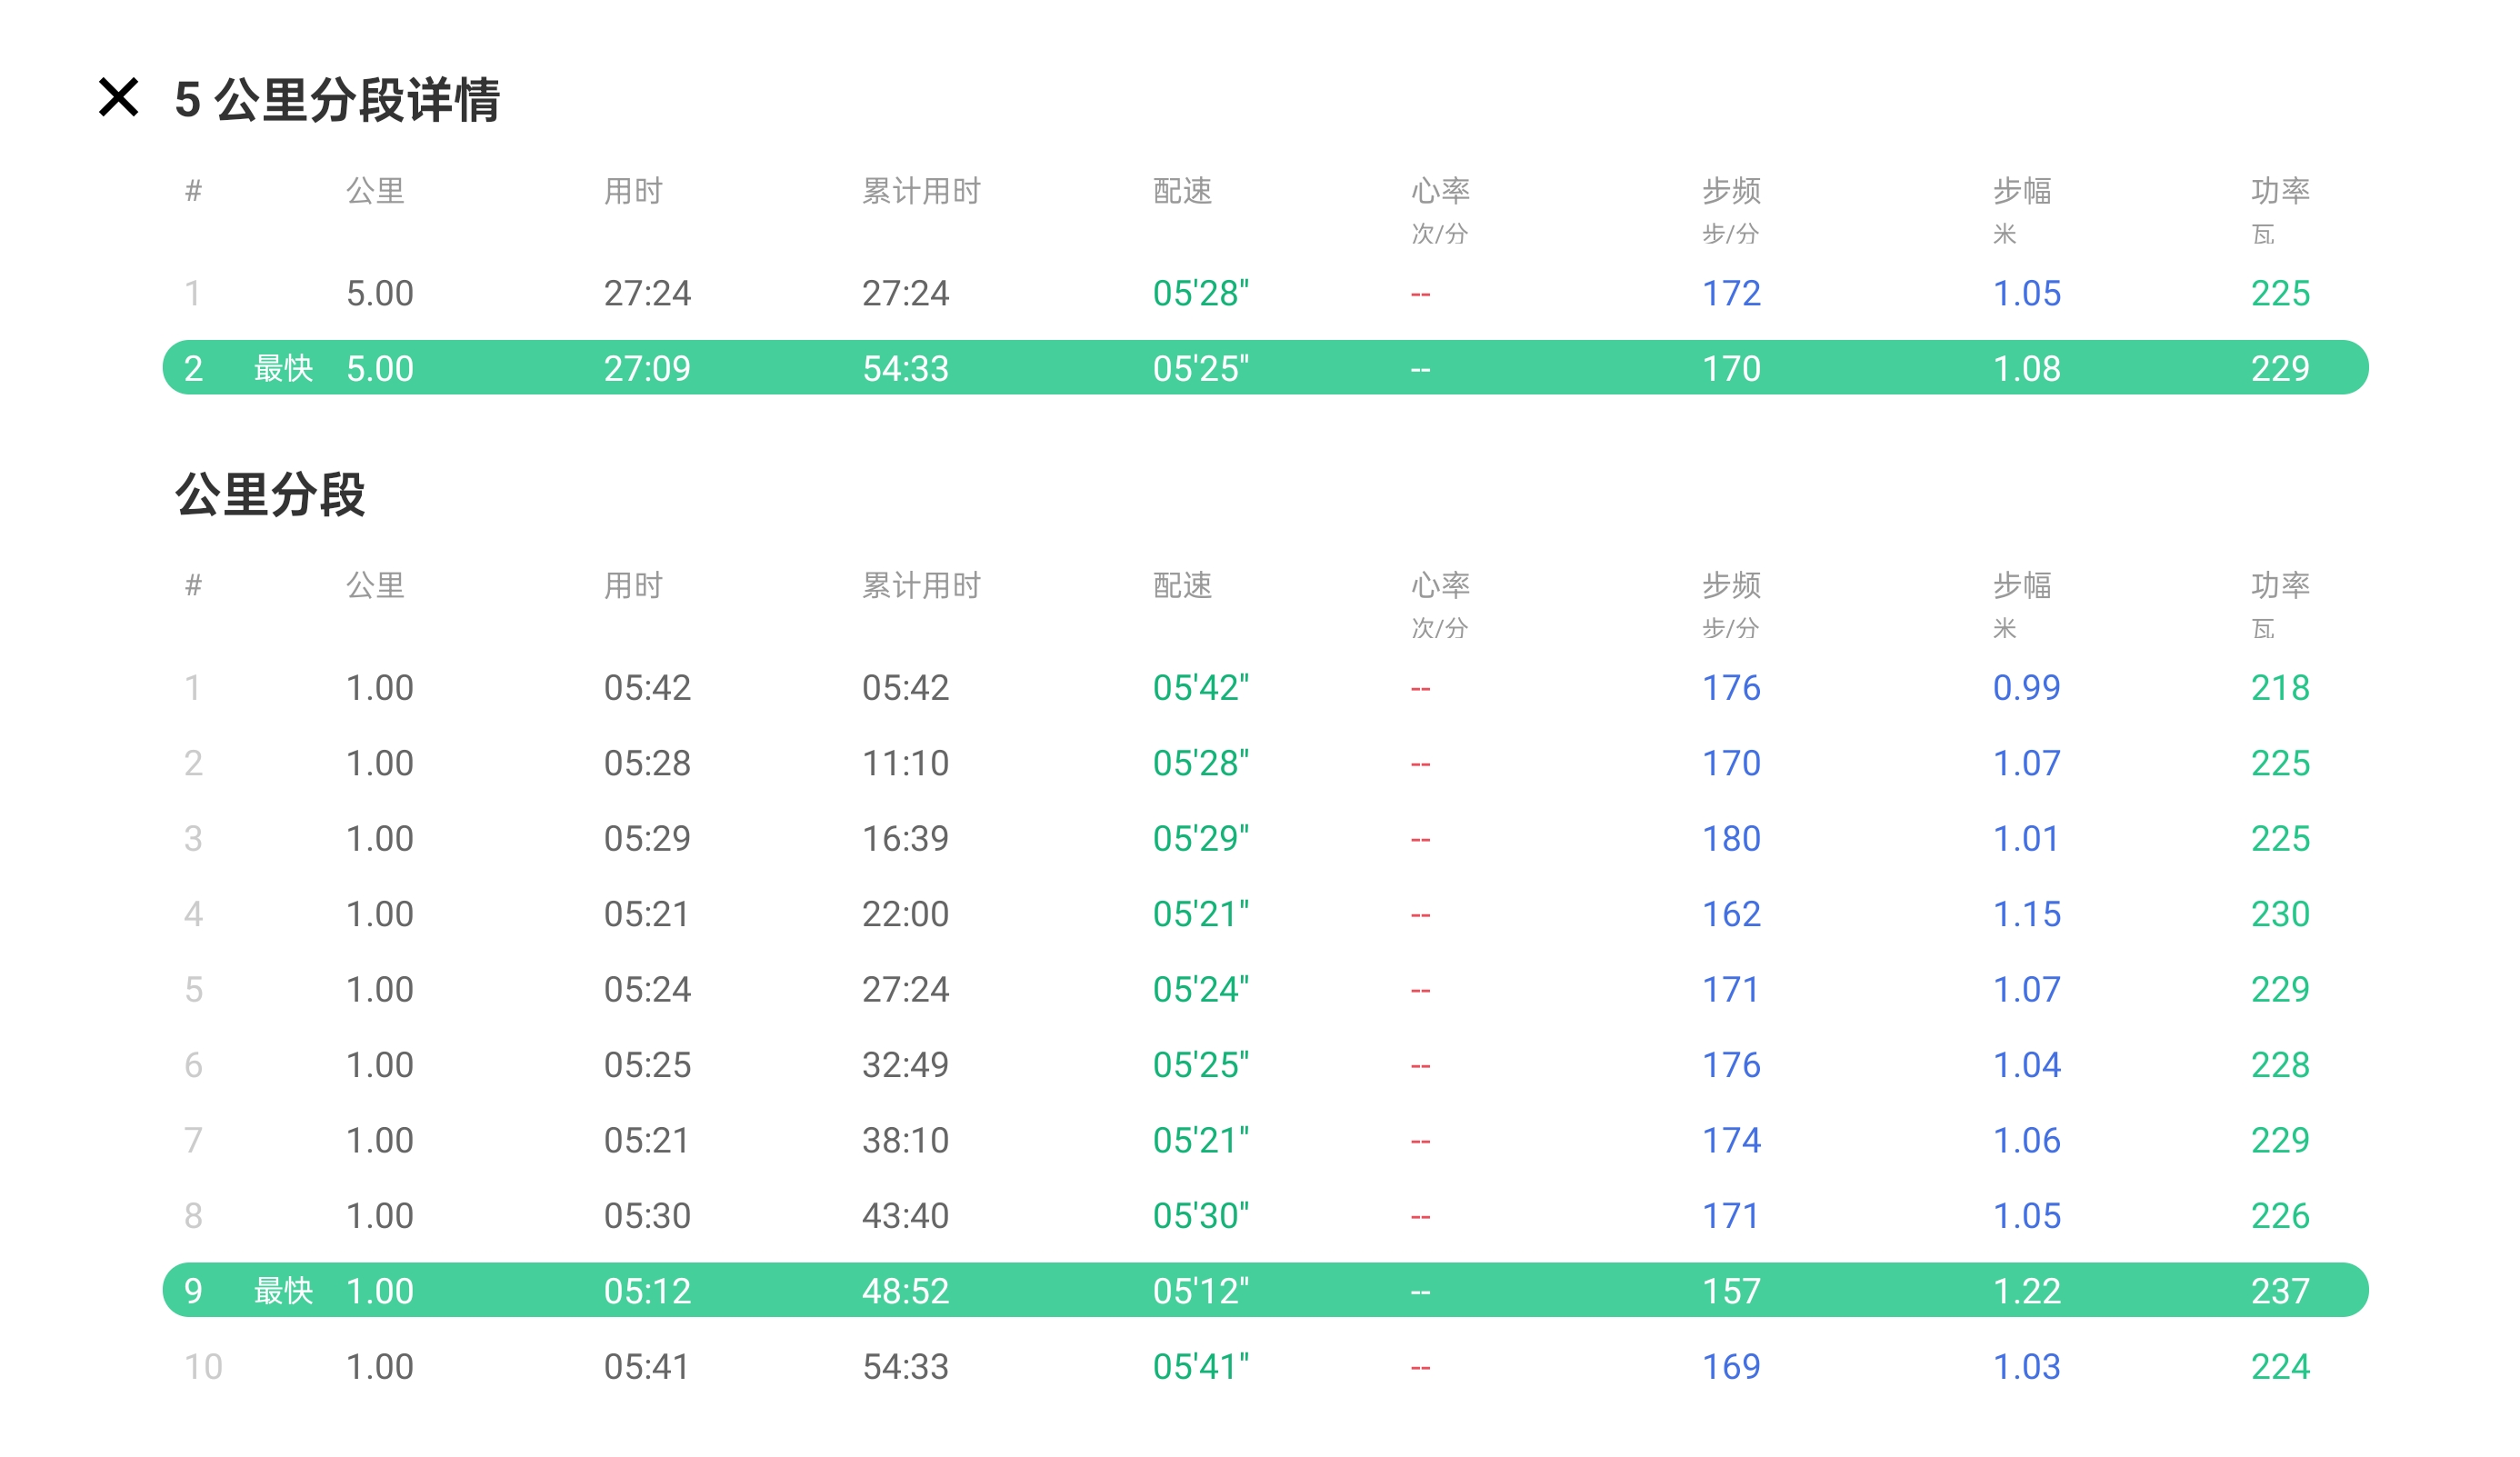 5 公里分段详情
# 公里 用时 累计用时 配速 心率 步频 步幅 功率
次/分 步/分 米 瓦
1 5.00 27:24 27:24 05'28" -- 172 1.05 225
2 最快 5.00 27:09 54:33 05'25" -- 170 1.08 229
公里分段
# 公里 用时 累计用时 配速 心率 步频 步幅 功率
次/分 步/分 米 瓦
1 1.00 05:42 05:42 05'42" -- 176 0.99 218
2 1.00 05:28 11:10 05'28" -- 170 1.07 225
3 1.00 05:29 16:39 05'29" -- 180 1.01 225
4 1.00 05:21 22:00 05'21" -- 162 1.15 230
5 1.00 05:24 27:24 05'24" -- 171 1.07 229
6 1.00 05:25 32:49 05'25" -- 176 1.04 228
7 1.00 05:21 38:10 05'21" -- 174 1.06 229
8 1.00 05:30 43:40 05'30" -- 171 1.05 226
9 最快 1.00 05:12 48:52 05'12" -- 157 1.22 237
10 1.00 05:41 54:33 05'41" -- 169 1.03 224